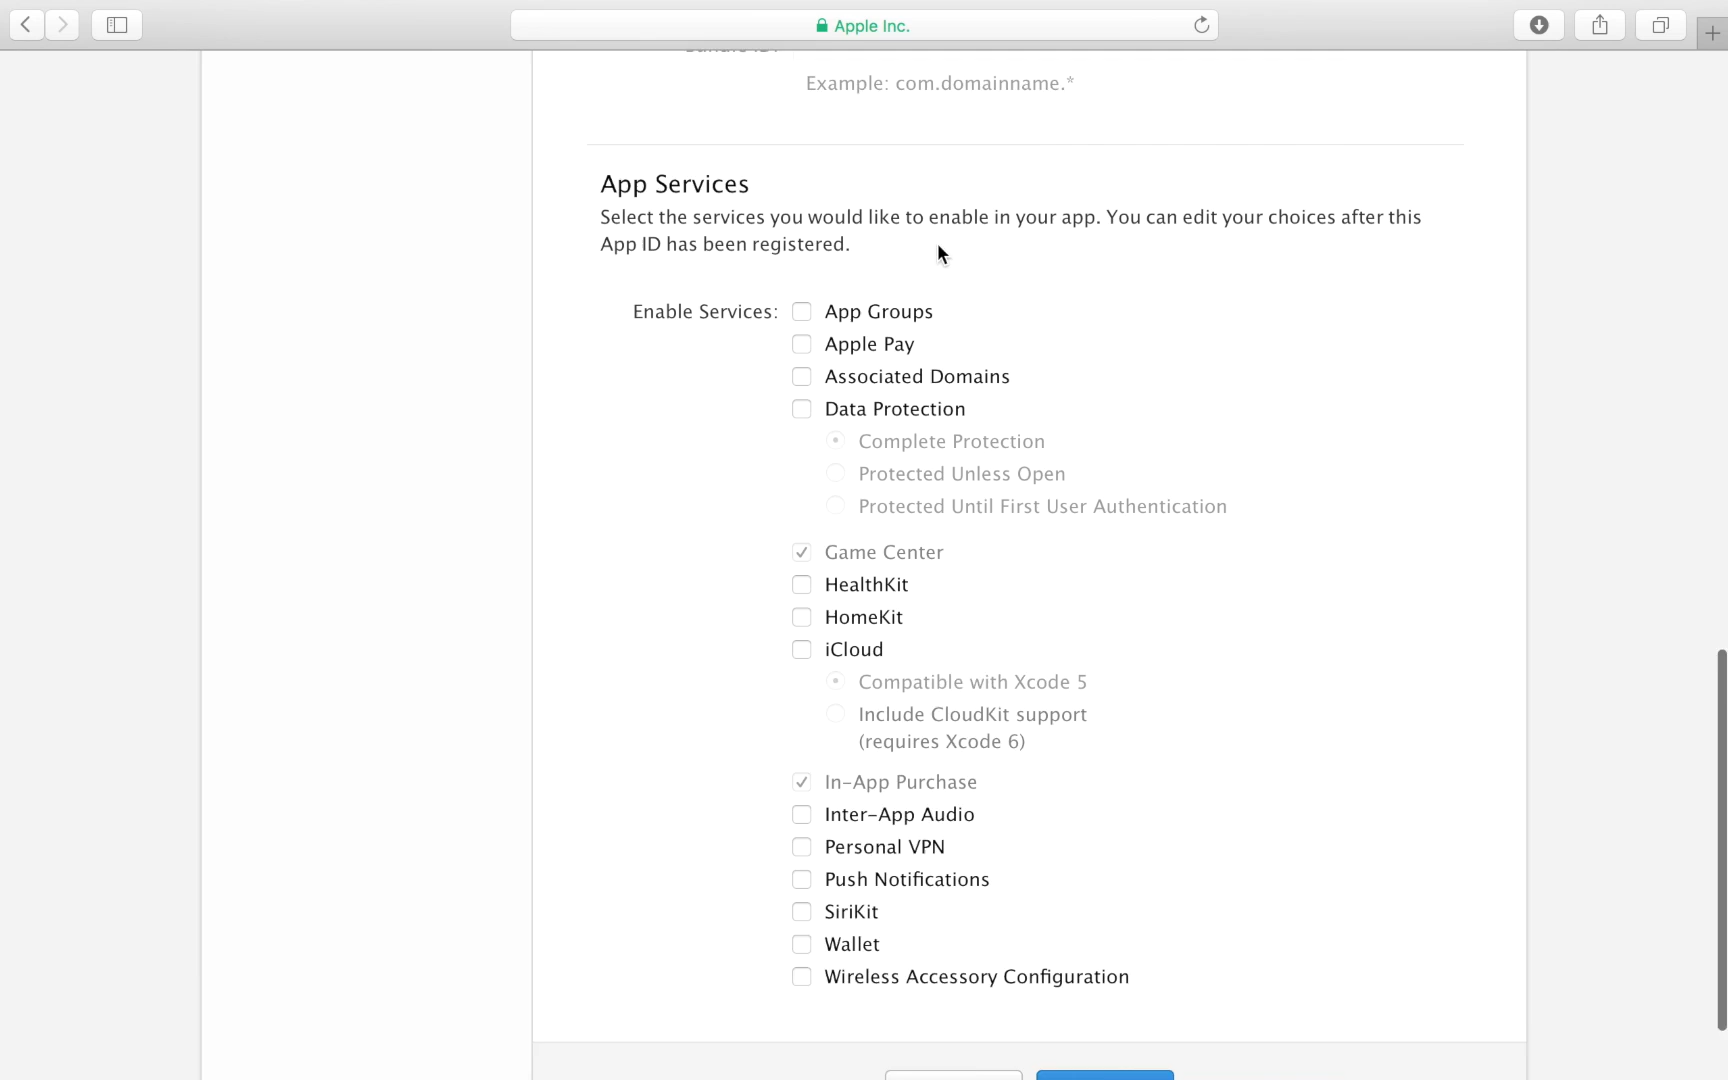 Apple Inc.
Example: com.domainname.*
App Services
Select the services you would like to enable in your app. You can edit your choices after this
App ID has been registered.
Enable Services:
App Groups
Apple Pay
Associated Domains
Data Protection
Complete Protection
Protected Unless Open
Protected Until First User Authentication
Game Center
HealthKit
HomeKit
iCloud
Compatible with Xcode 5
Include CloudKit support
(requires Xcode 6)
In-App Purchase
Inter-App Audio
Personal VPN
Push Notifications
SiriKit
Wallet
Wireless Accessory Configuration